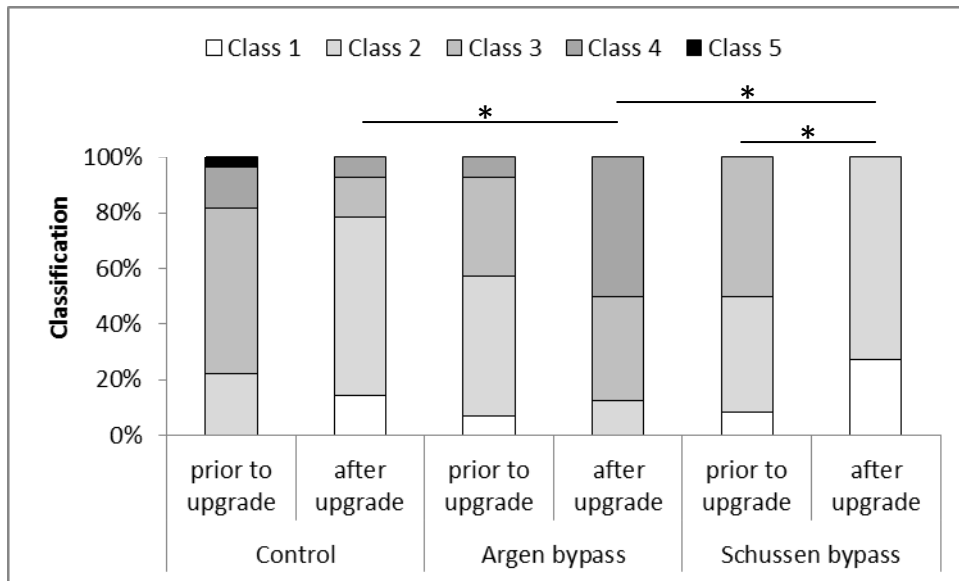 Class 1 Class 2 Class 3 Class 4 Class 5
*
*
*
100%
80%
60%
40%
20%
0%
Classification
prior to upgrade
after upgrade
prior to upgrade
after upgrade
prior to upgrade
after upgrade
Control
Argen bypass
Schussen bypass